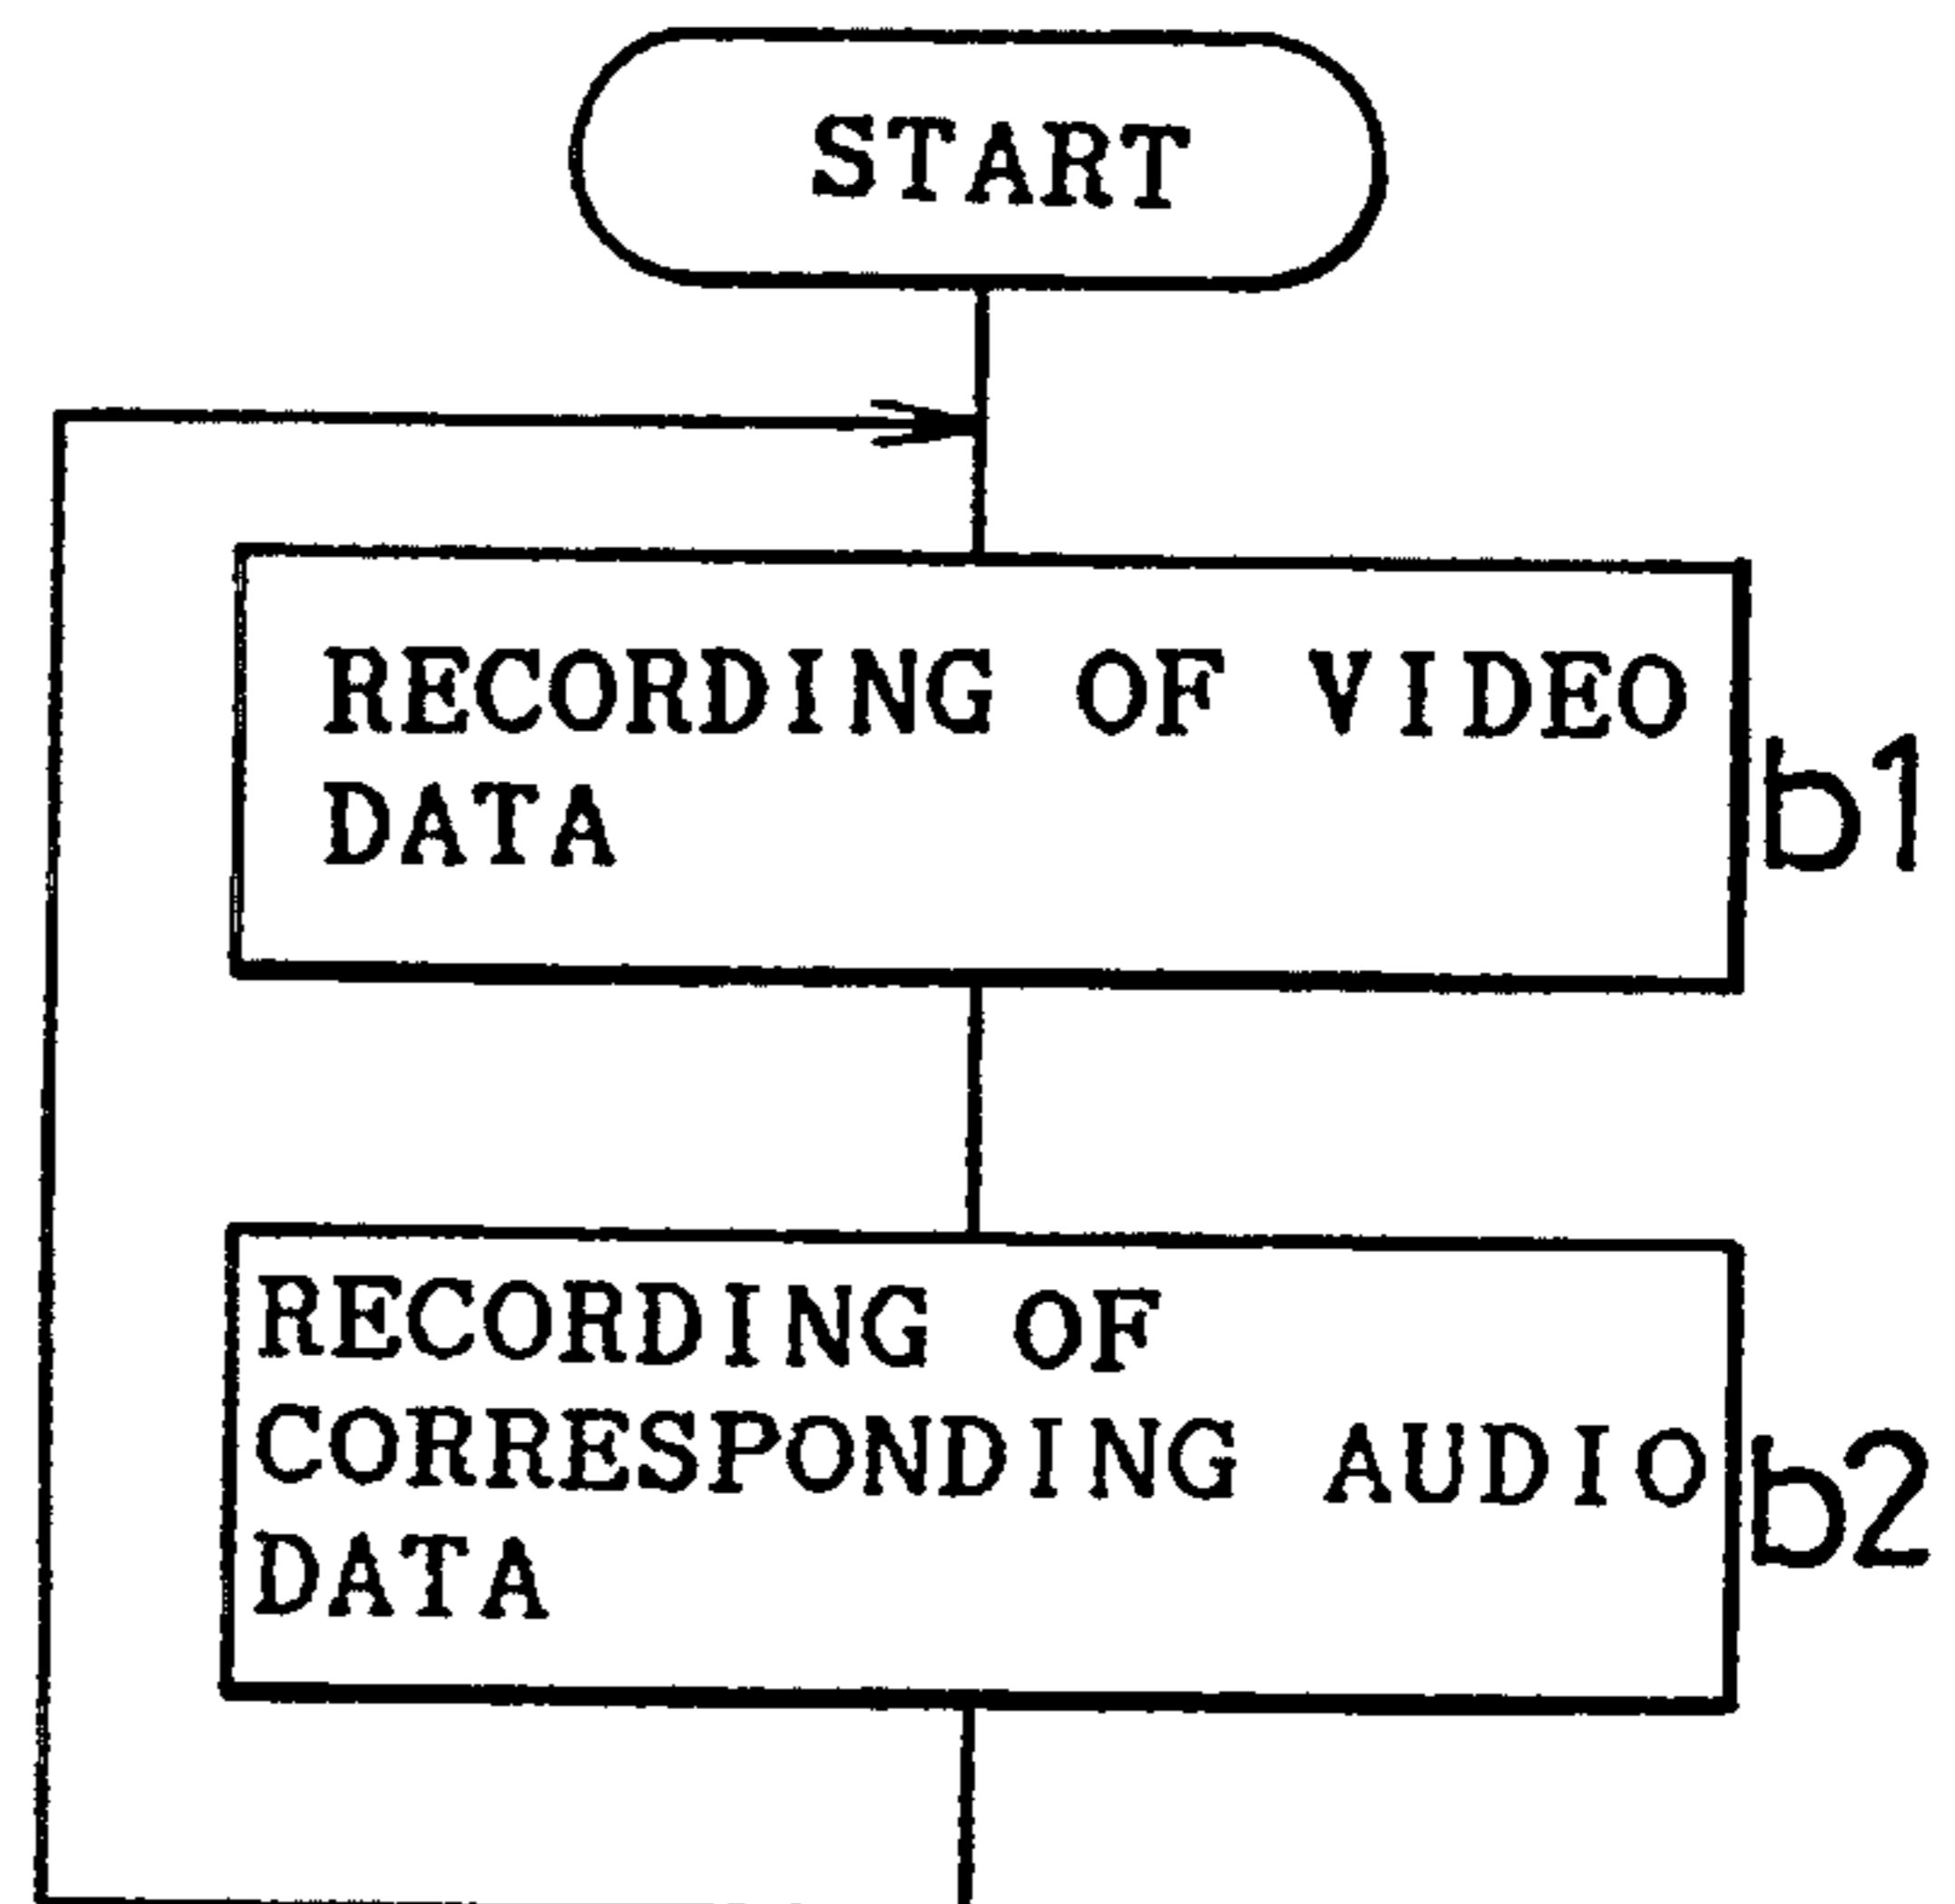 START
RECORDING OF VIDEO
DATA
b1
RECORDING OF
CORRESPONDING AUDIO
DATA
b2